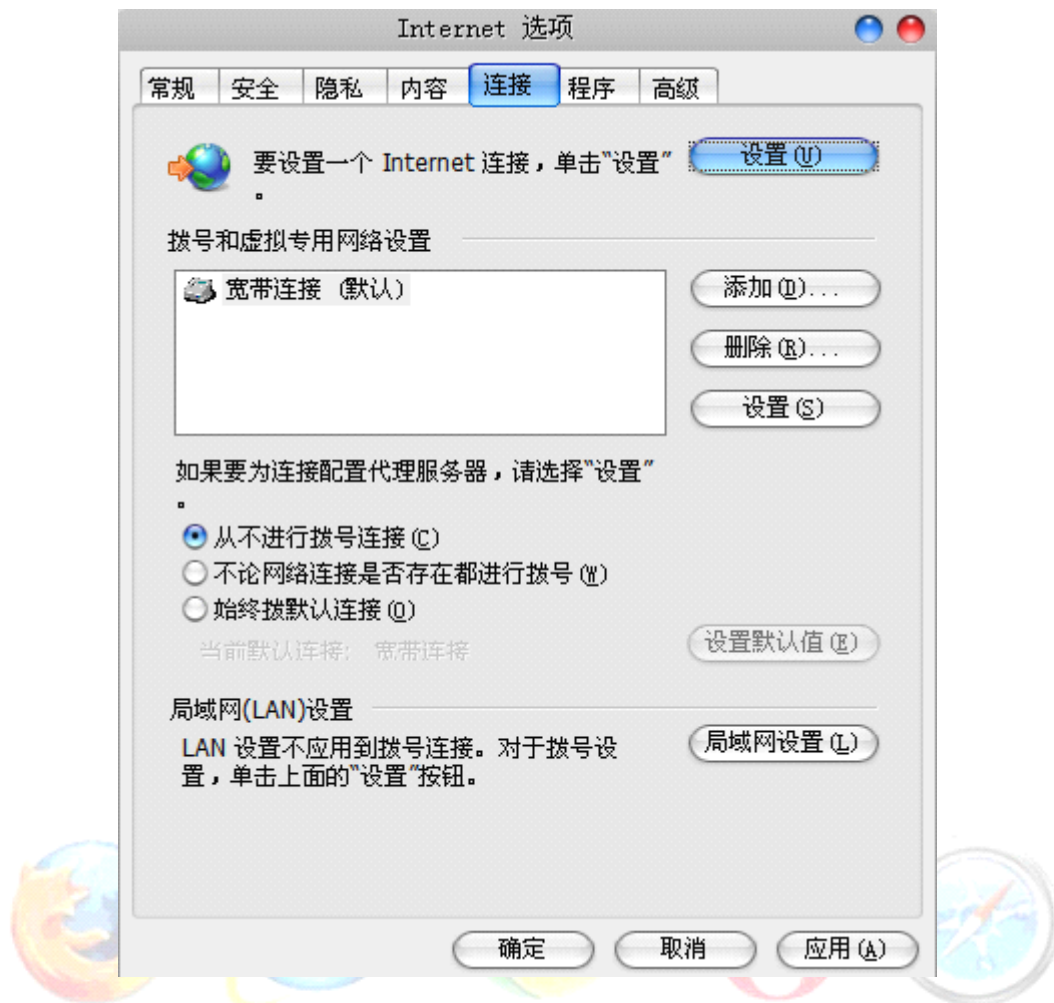 Internet 选项
常规 安全 隐私 内容 连接 程序 高级
要设置一个 Internet 连接，单击“设置” 设置(U)
。
拨号和虚拟专用网络设置
宽带连接 (默认) 添加(D)...
删除(R)...
设置(S)
如果要为连接配置代理服务器，请选择“设置”
。
从不进行拨号连接(C)
不论网络连接是否存在都进行拨号(W)
始终拨默认连接(O)
当前默认连接: 宽带连接 设置默认值(E)
局域网(LAN)设置
LAN 设置不应用到拨号连接。对于拨号设 局域网设置(L)
置，单击上面的“设置”按钮。
确定 取消 应用(A)